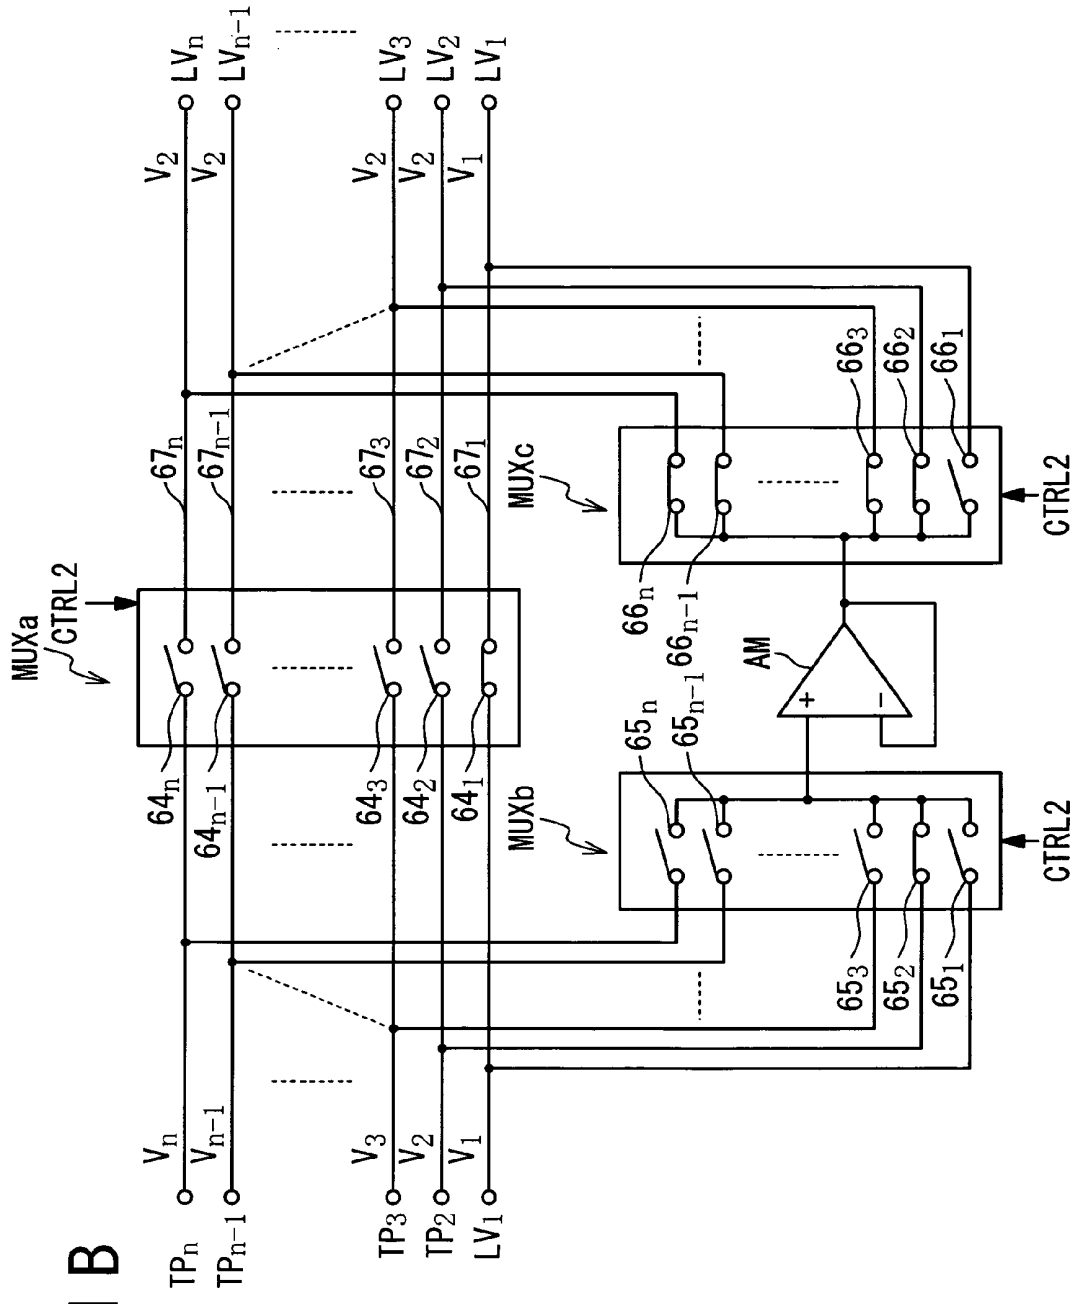 B
MUXa
CTRL2
TPn Vn 64n 67n V2 LVn
TPn-1 Vn-1 64n-1 67n-1 V2 LVn-1
TP3 V3 643 673 V2 LV3
TP2 V2 642 672 V2 LV2
LV1 V1 641 671 V1 LV1
MUXb
65n
65n-1
653
652
651
CTRL2
AM
+
−
MUXc
66n
66n-1
663
662
661
CTRL2